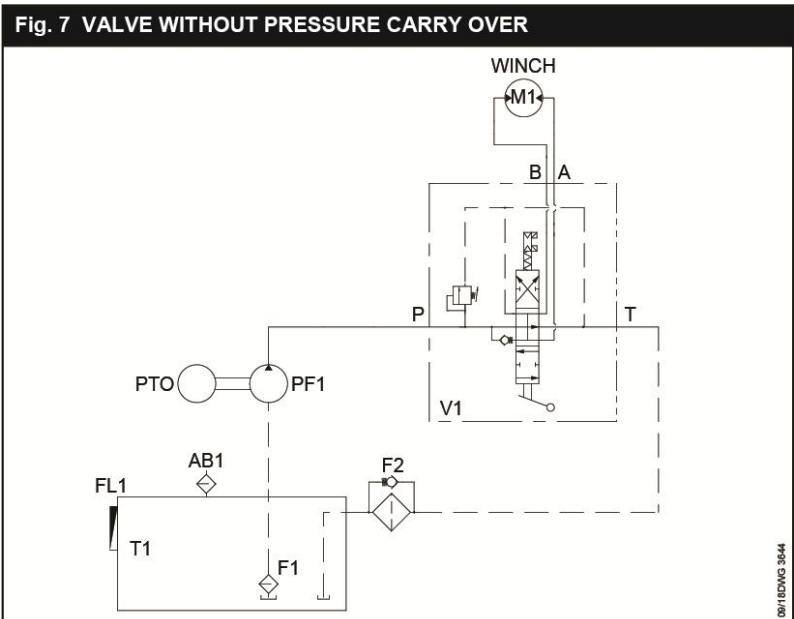 Fig. 7 VALVE WITHOUT PRESSURE CARRY OVER
WINCH
M1
B A
P
T
PTO
PF1
V1
AB1
F2
FL1
T1
F1
09/18DWG 3644